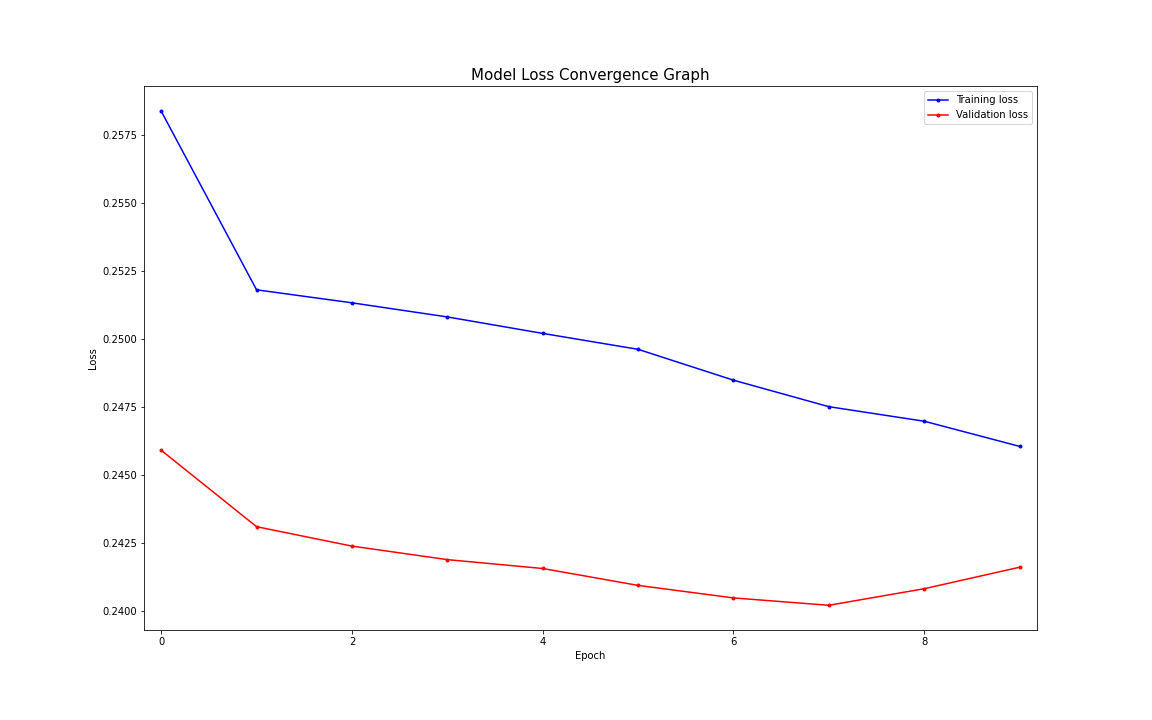 Model Loss Convergence Graph
Training loss
Validation loss
0.2575
0.2550
0.2525
0.2500
0.2475
0.2450
0.2425
0.2400
Loss
0
2
4
6
8
Epoch